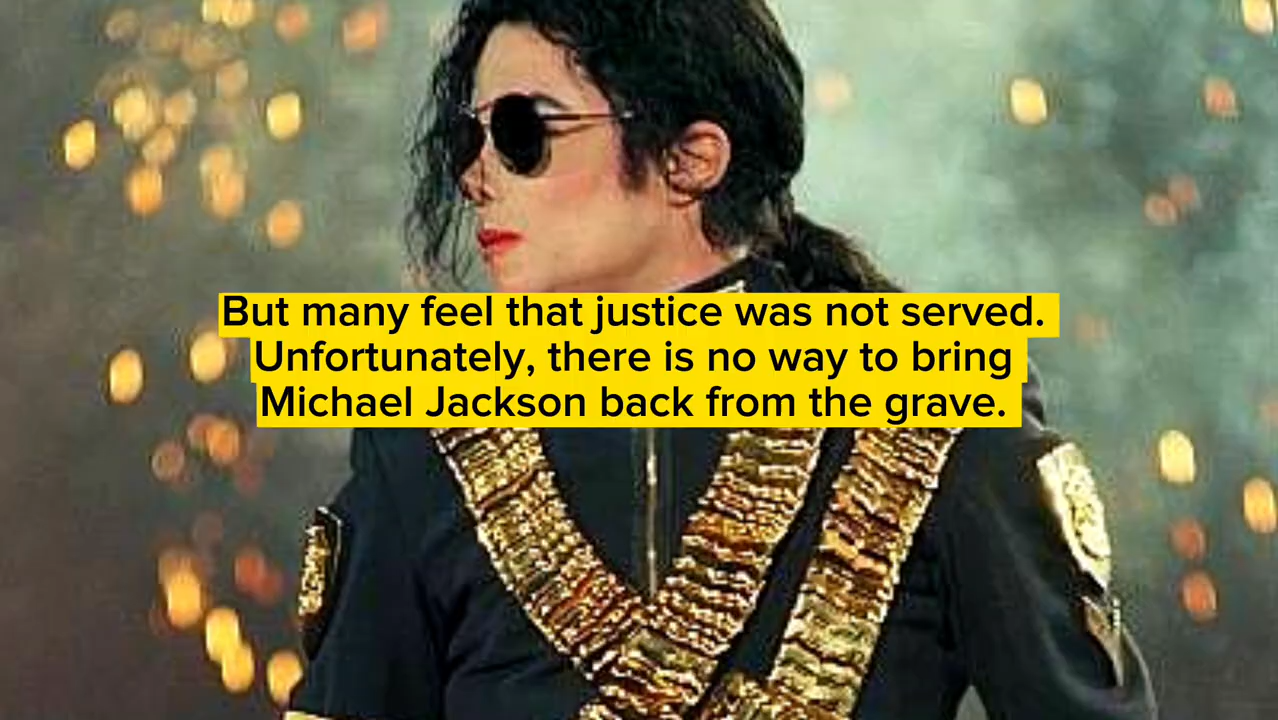 But many feel that justice was not served.
Unfortunately, there is no way to bring
Michael Jackson back from the grave.